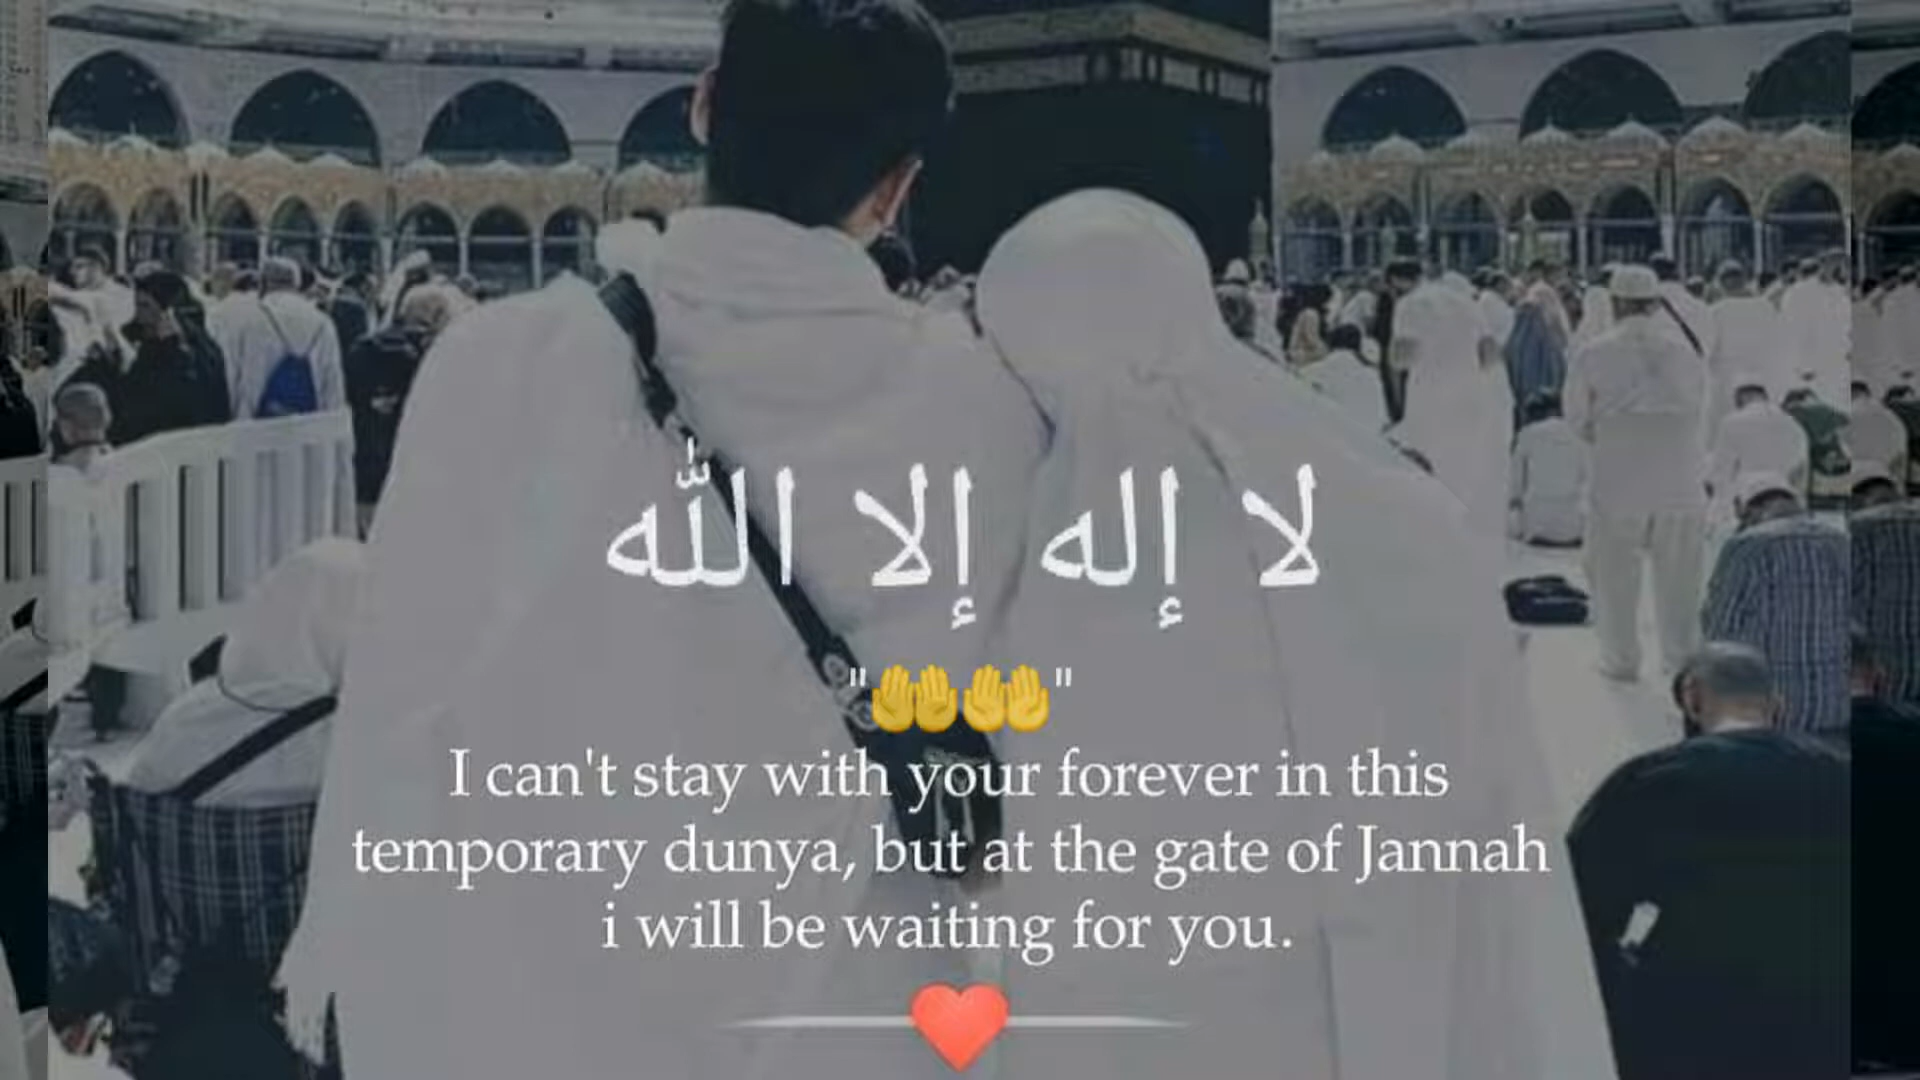 لا إله إلا الله
"🤲🤲"
I can't stay with your forever in this
temporary dunya, but at the gate of Jannah
i will be waiting for you.